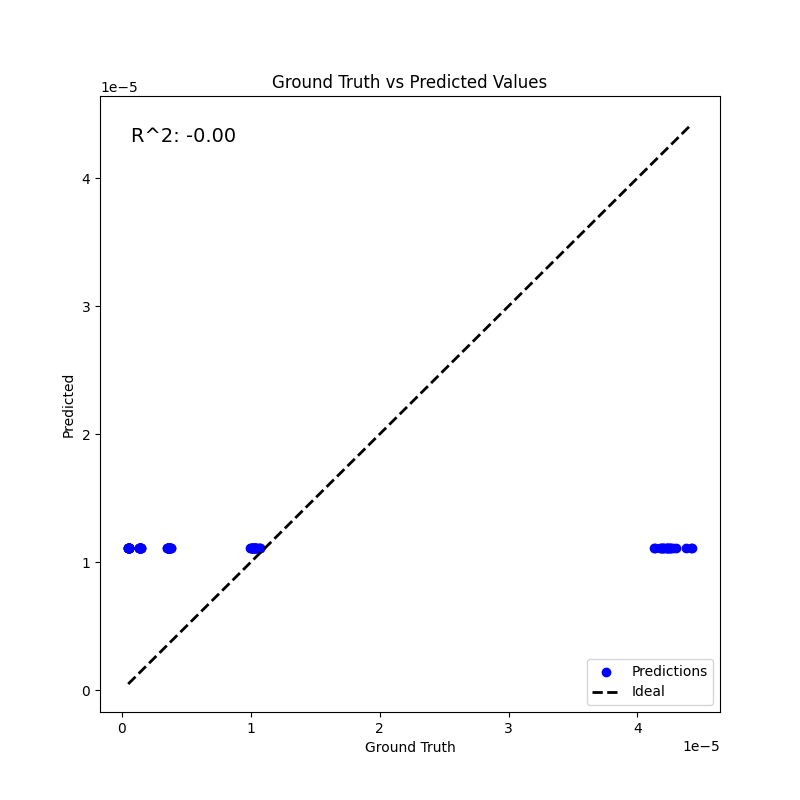 Ground Truth vs Predicted Values
1e−5
R^2: -0.00
4
3
2
1
0
Predicted
Predictions
Ideal
0 1 2 3 4
1e−5
Ground Truth